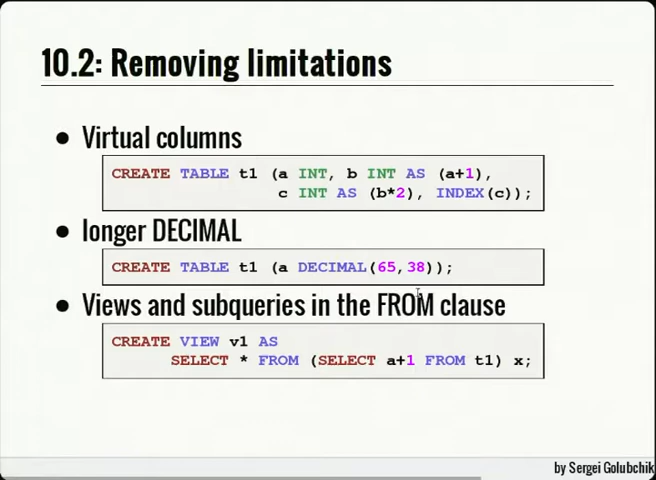 10.2: Removing limitations
● Virtual columns
CREATE TABLE t1 (a INT, b INT AS (a+1),
c INT AS (b*2), INDEX(c));
● longer DECIMAL
CREATE TABLE t1 (a DECIMAL(65,38));
● Views and subqueries in the FROM clause
CREATE VIEW v1 AS
SELECT * FROM (SELECT a+1 FROM t1) x;
by Sergei Golubchik